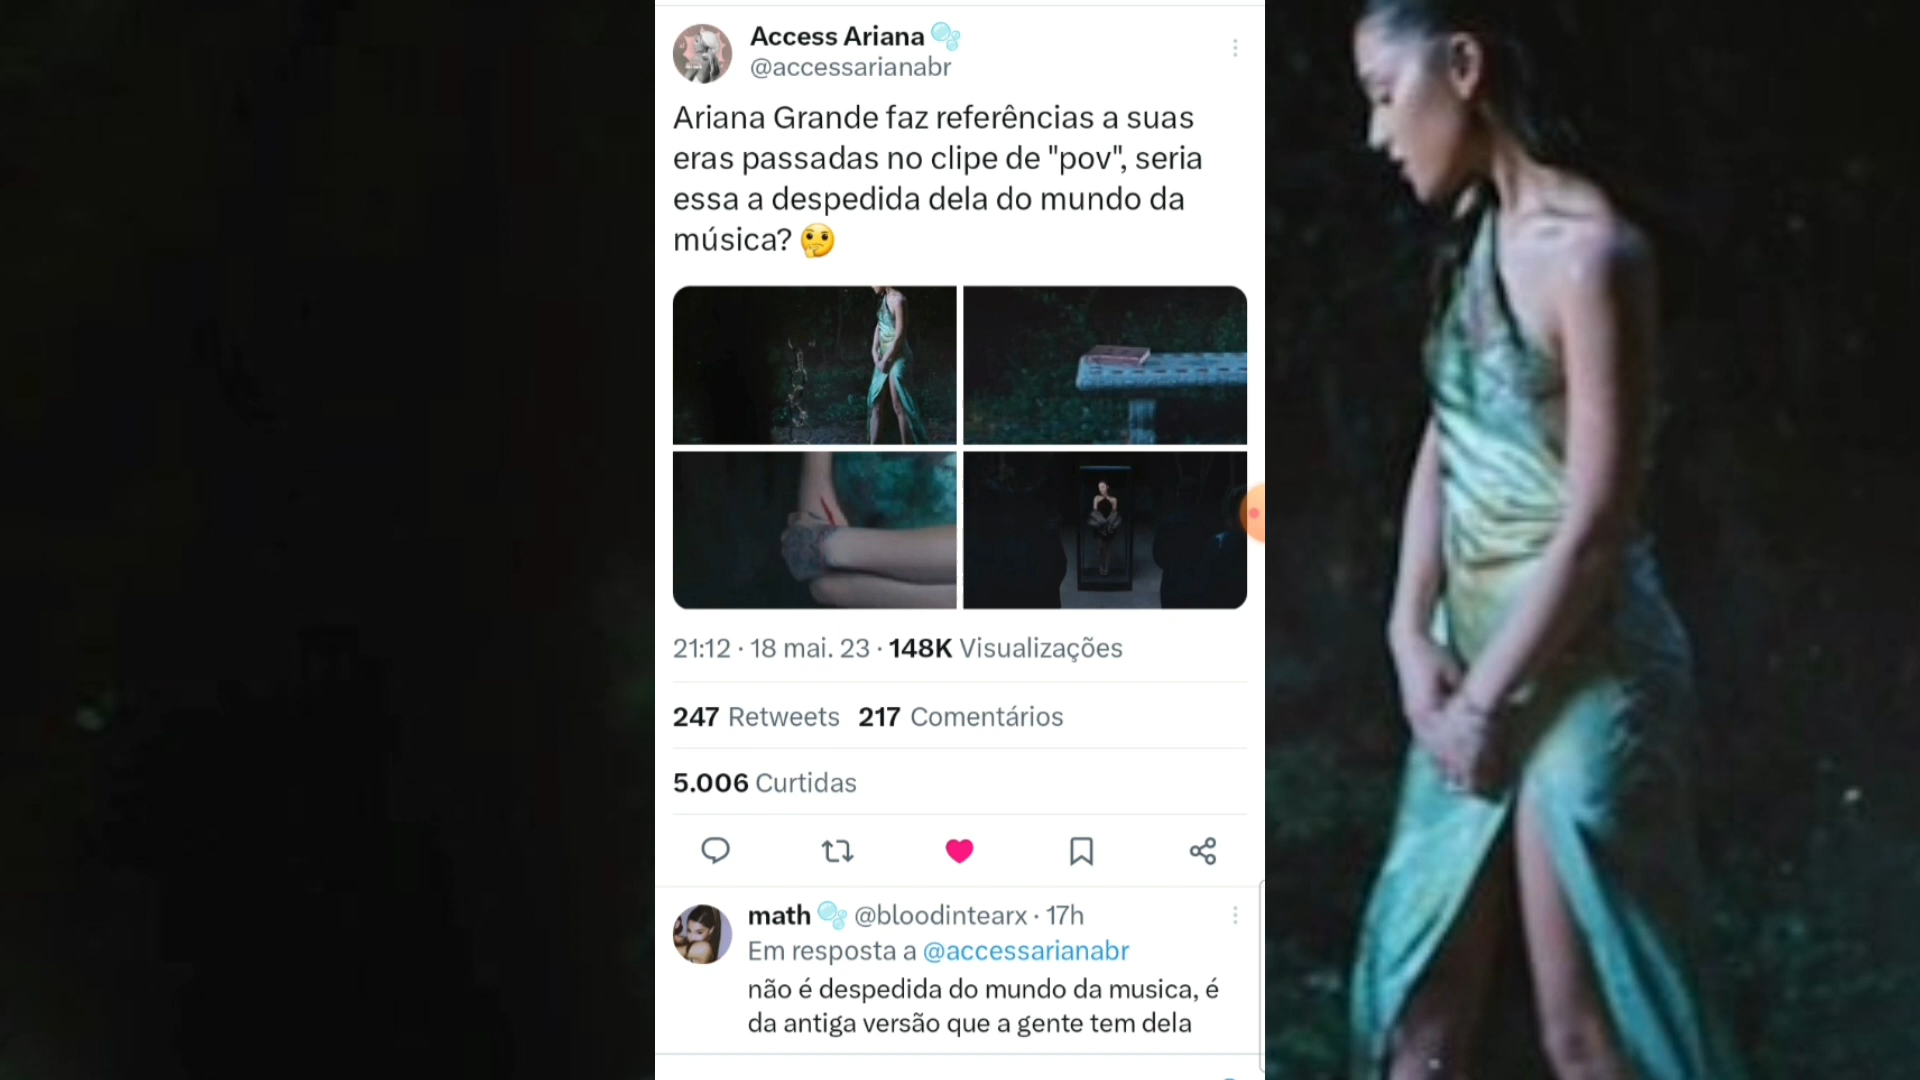 Access Ariana 🫧
@accessarianabr
Ariana Grande faz referências a suas
eras passadas no clipe de "pov", seria
essa a despedida dela do mundo da
música? 🤔
21:12 · 18 mai. 23 · 148K Visualizações
247 Retweets 217 Comentários
5.006 Curtidas
math 🫧 @bloodintearx · 17h
Em resposta a @accessarianabr
não é despedida do mundo da musica, é
da antiga versão que a gente tem dela